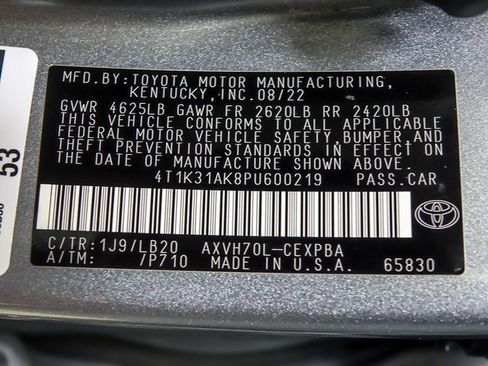 MFD.BY:TOYOTA MOTOR MANUFACTURING,
KENTUCKY, INC.08/22
GVWR 4625LB GAWR FR 2620LB RR 2420LB
THIS VEHICLE CONFORMS TO ALL APPLICABLE
FEDERAL MOTOR VEHICLE SAFETY, BUMPER AND
THEFT PREVENTION STANDARDS IN EFFECT ON
THE DATE OF MANUFACTURE SHOWN ABOVE.
4T1K31AK8PU600219 PASS.CAR
C/TR:1J9/LB20 AXVH70L-CEXPBA
A/TM: 7P710 MADE IN U.S.A. 65830
TOYOTA
53